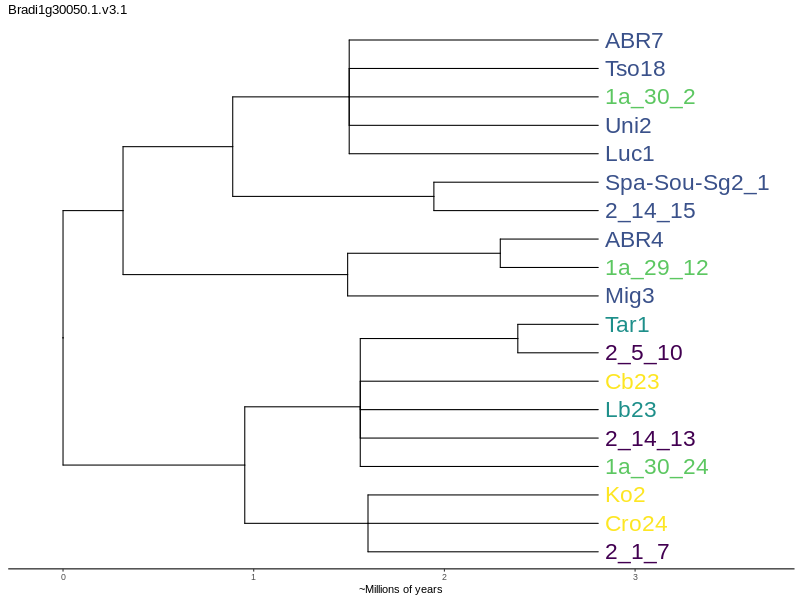 Bradi1g30050.1.v3.1
ABR7
Tso18
1a_30_2
Uni2
Luc1
Spa-Sou-Sg2_1
2_14_15
ABR4
1a_29_12
Mig3
Tar1
2_5_10
Cb23
Lb23
2_14_13
1a_30_24
Ko2
Cro24
2_1_7
0 1 2 3
~Millions of years